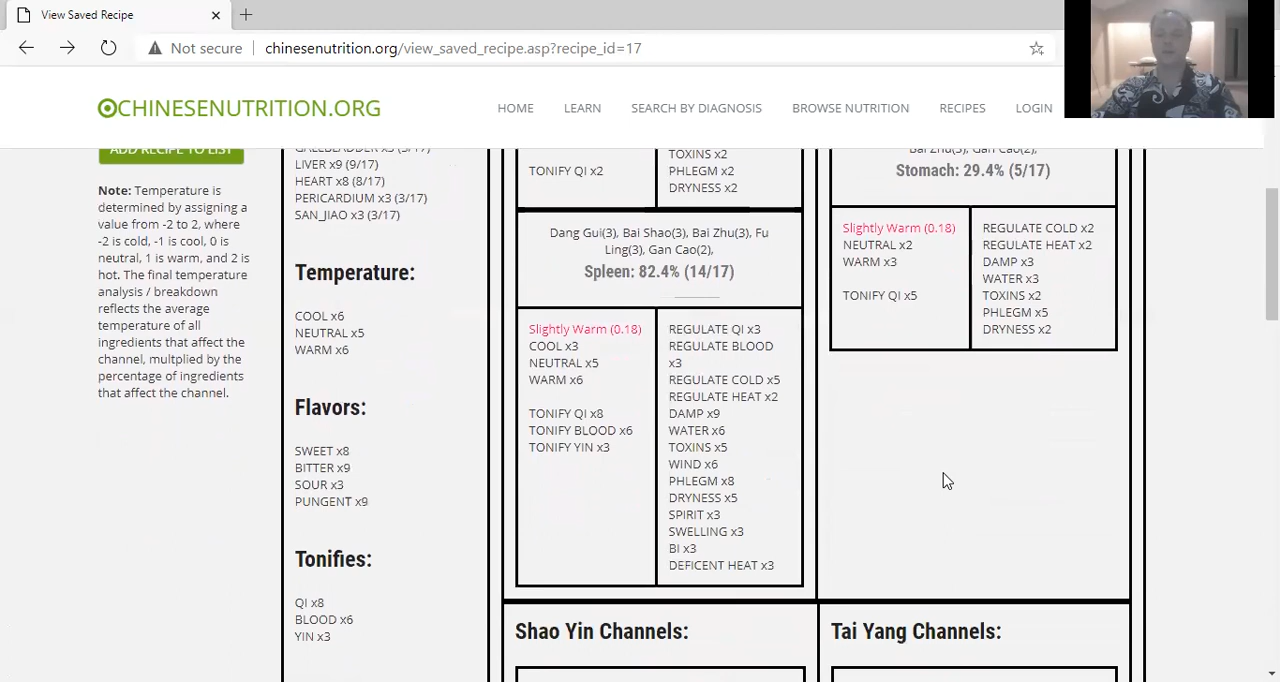 View Saved Recipe
Not secure
chinesenutrition.org/view_saved_recipe.asp?recipe_id=17
CHINESENUTRITION.ORG
HOME
LEARN
SEARCH BY DIAGNOSIS
BROWSE NUTRITION
RECIPES
LOGIN
ADD RECIPE TO LIST
Note: Temperature is
determined by assigning a
value from -2 to 2, where
-2 is cold, -1 is cool, 0 is
neutral, 1 is warm, and 2 is
hot. The final temperature
analysis / breakdown
reflects the average
temperature of all
ingredients that affect the
channel, multplied by the
percentage of ingredients
that affect the channel.
LIVER x9 (9/17)
HEART x8 (8/17)
PERICARDIUM x3 (3/17)
SAN_JIAO x3 (3/17)
Temperature:
COOL x6
NEUTRAL x5
WARM x6
Flavors:
SWEET x8
BITTER x9
SOUR x3
PUNGENT x9
Tonifies:
QI x8
BLOOD x6
YIN x3
TONIFY QI x2
TOXINS x2
PHLEGM x2
DRYNESS x2
Dang Gui(3), Bai Shao(3), Bai Zhu(3), Fu
Ling(3), Gan Cao(2),
Spleen: 82.4% (14/17)
Slightly Warm (0.18)
COOL x3
NEUTRAL x5
WARM x6
TONIFY QI x8
TONIFY BLOOD x6
TONIFY YIN x3
REGULATE QI x3
REGULATE BLOOD
x3
REGULATE COLD x5
REGULATE HEAT x2
DAMP x9
WATER x6
TOXINS x5
WIND x6
PHLEGM x8
DRYNESS x5
SPIRIT x3
SWELLING x3
BI x3
DEFICENT HEAT x3
Bai Zhu(3), Gan Cao(2),
Stomach: 29.4% (5/17)
Slightly Warm (0.18)
NEUTRAL x2
WARM x3
TONIFY QI x5
REGULATE COLD x2
REGULATE HEAT x2
DAMP x3
WATER x3
TOXINS x2
PHLEGM x5
DRYNESS x2
Shao Yin Channels:
Tai Yang Channels: